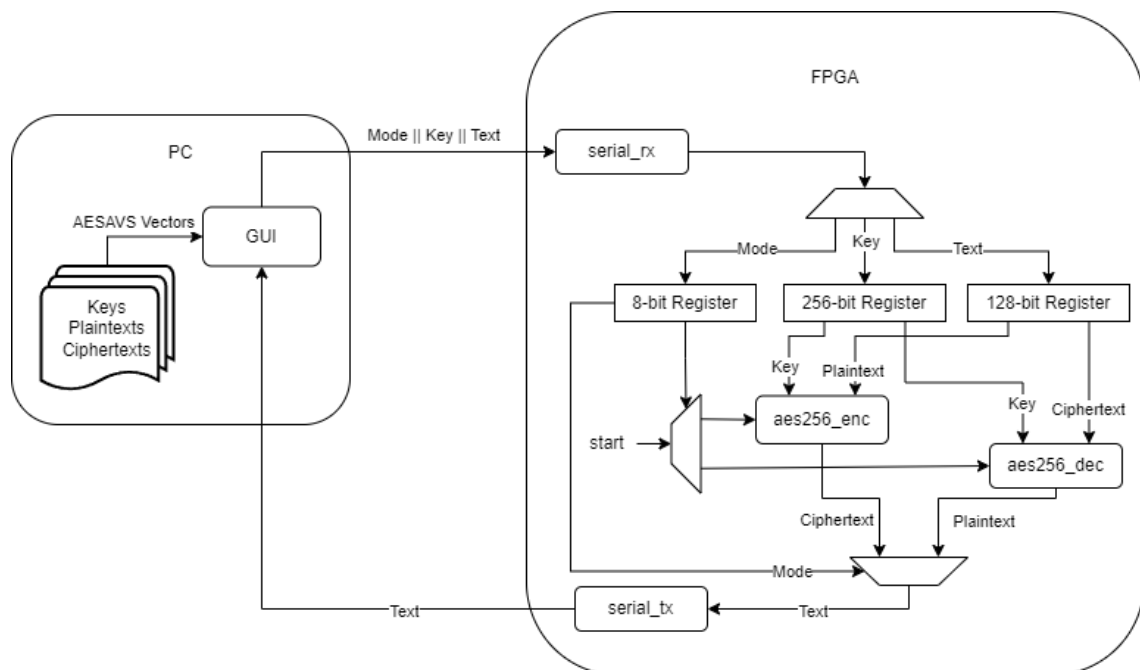 FPGA
PC
Mode || Key || Text
serial_rx
AESAVS Vectors
GUI
Mode
Key
Text
Keys
Plaintexts
Ciphertexts
8-bit Register
256-bit Register
128-bit Register
Key
Plaintext
Key
Ciphertext
start
aes256_enc
aes256_dec
Ciphertext
Plaintext
Mode
Text
serial_tx
Text